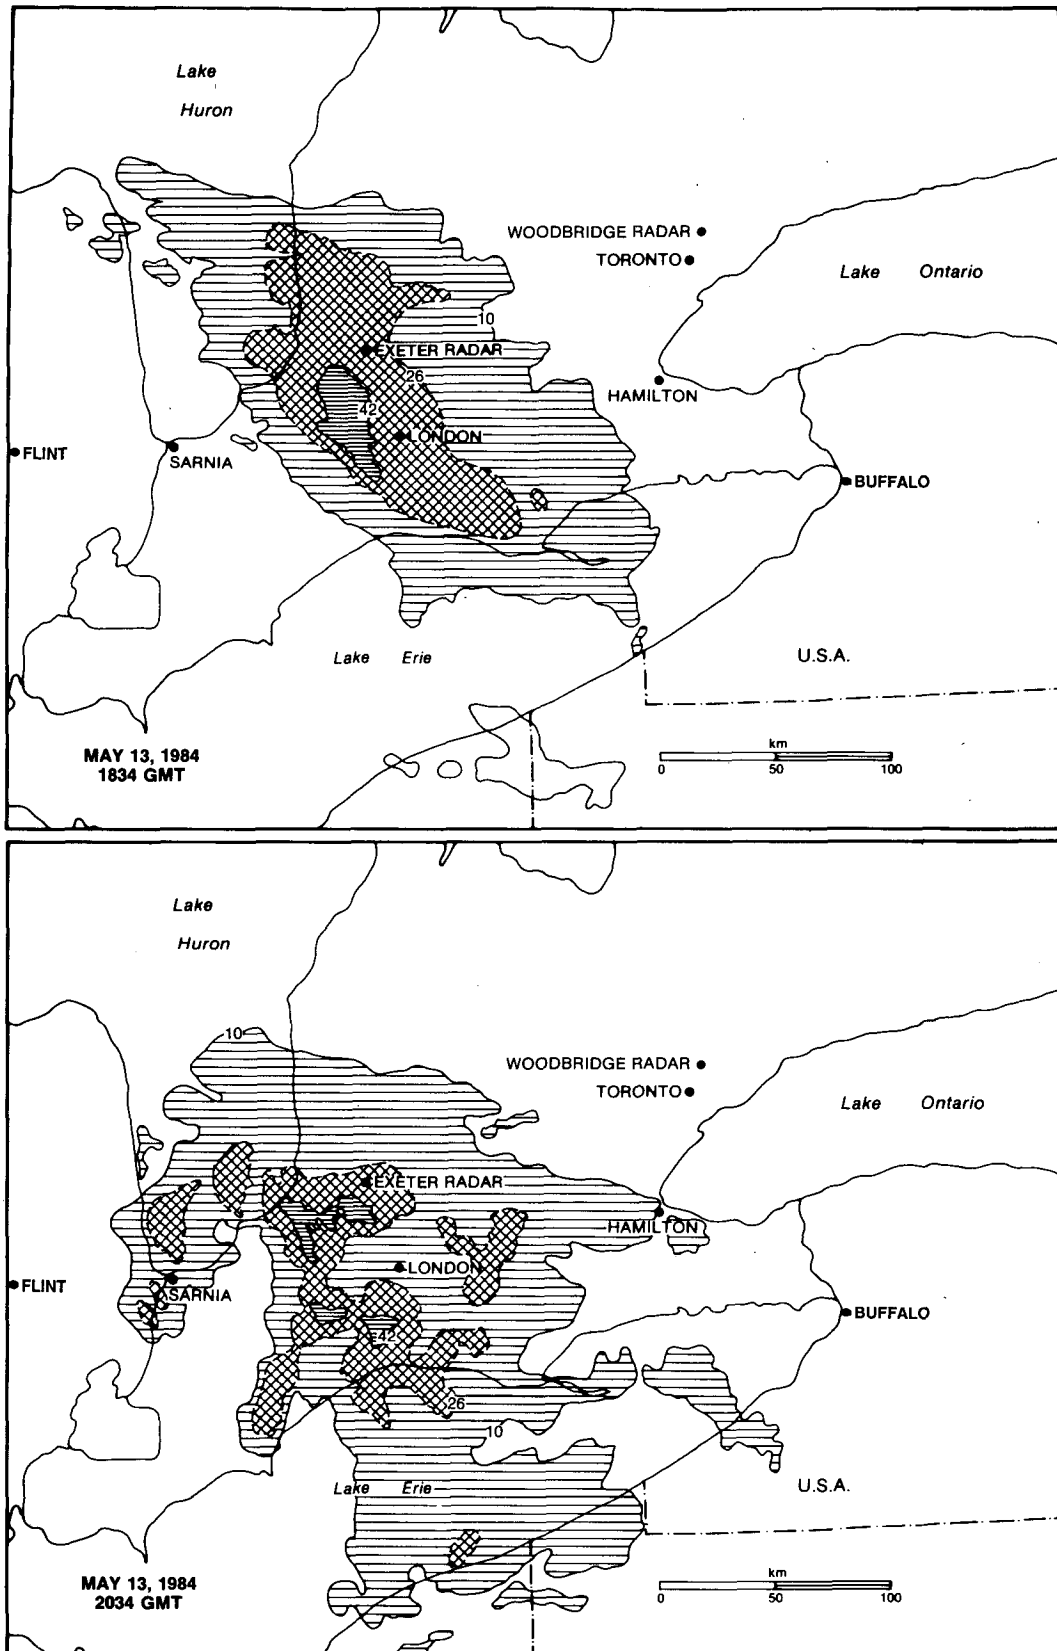 Lake
Huron
WOODBRIDGE RADAR
TORONTO
Lake Ontario
10
EXETER RADAR
26
HAMILTON
42
LONDON
FLINT
SARNIA
BUFFALO
Lake Erie
U.S.A.
MAY 13, 1984
1834 GMT
km
0 50 100
Lake
Huron
10
WOODBRIDGE RADAR
TORONTO
Lake Ontario
EXETER RADAR
HAMILTON
LONDON
FLINT
SARNIA
BUFFALO
42
26
10
Lake Erie
U.S.A.
MAY 13, 1984
2034 GMT
km
0 50 100